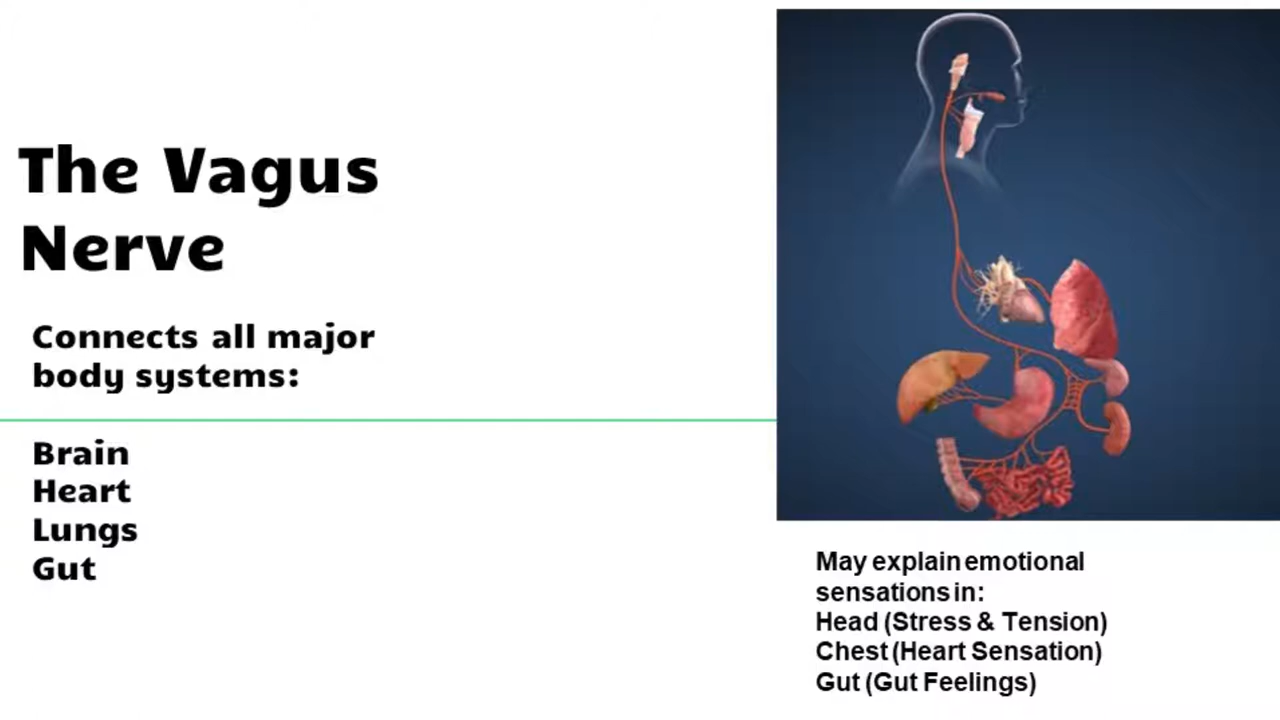 The Vagus
Nerve
Connects all major
body systems:
Brain
Heart
Lungs
Gut
May explain emotional
sensations in:
Head (Stress & Tension)
Chest (Heart Sensation)
Gut (Gut Feelings)